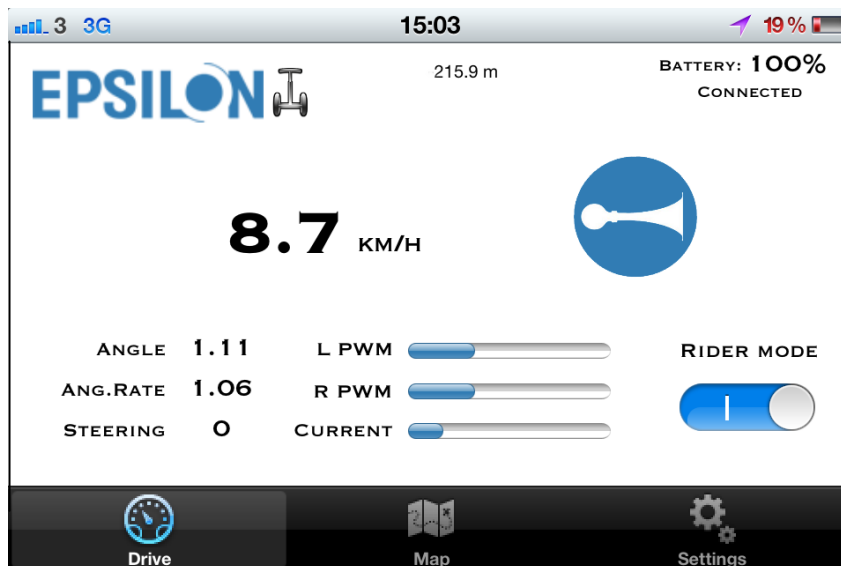 3 3G 15:03 19%
EPSILON 215.9 m BATTERY: 100%
CONNECTED
8.7 KM/H
ANGLE 1.11 L PWM RIDER MODE
ANG.RATE 1.06 R PWM
STEERING 0 CURRENT
Drive Map Settings